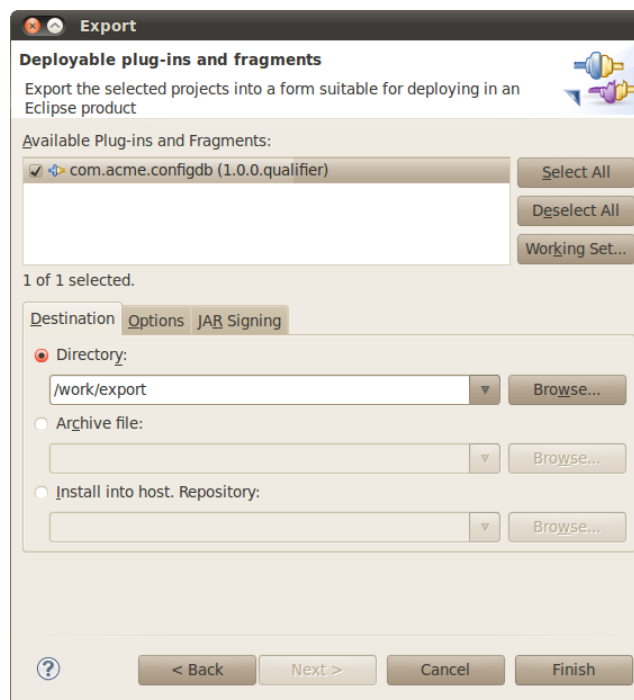 Export
Deployable plug-ins and fragments
Export the selected projects into a form suitable for deploying in an
Eclipse product
Available Plug-ins and Fragments:
com.acme.configdb (1.0.0.qualifier)
Select All
Deselect All
Working Set...
1 of 1 selected.
Destination Options JAR Signing
Directory:
/work/export Browse...
Archive file:
Browse...
Install into host. Repository:
Browse...
? < Back Next > Cancel Finish